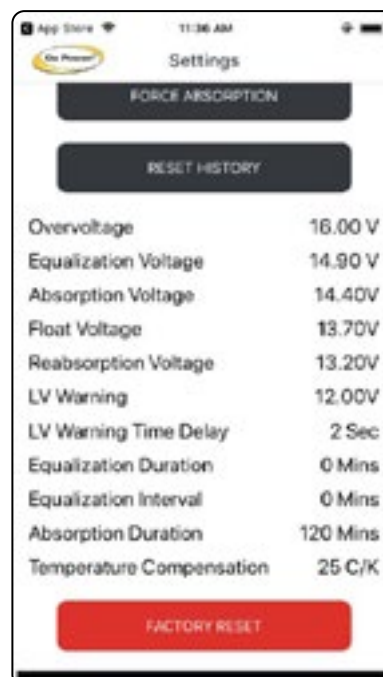 App Store
11:36 AM
Go Power!
Settings
FORCE ABSORPTION
RESET HISTORY
Overvoltage 16.00 V
Equalization Voltage 14.90 V
Absorption Voltage 14.40V
Float Voltage 13.70V
Reabsorption Voltage 13.20V
LV Warning 12.00V
LV Warning Time Delay 2 Sec
Equalization Duration 0 Mins
Equalization Interval 0 Mins
Absorption Duration 120 Mins
Temperature Compensation 25 C/K
FACTORY RESET